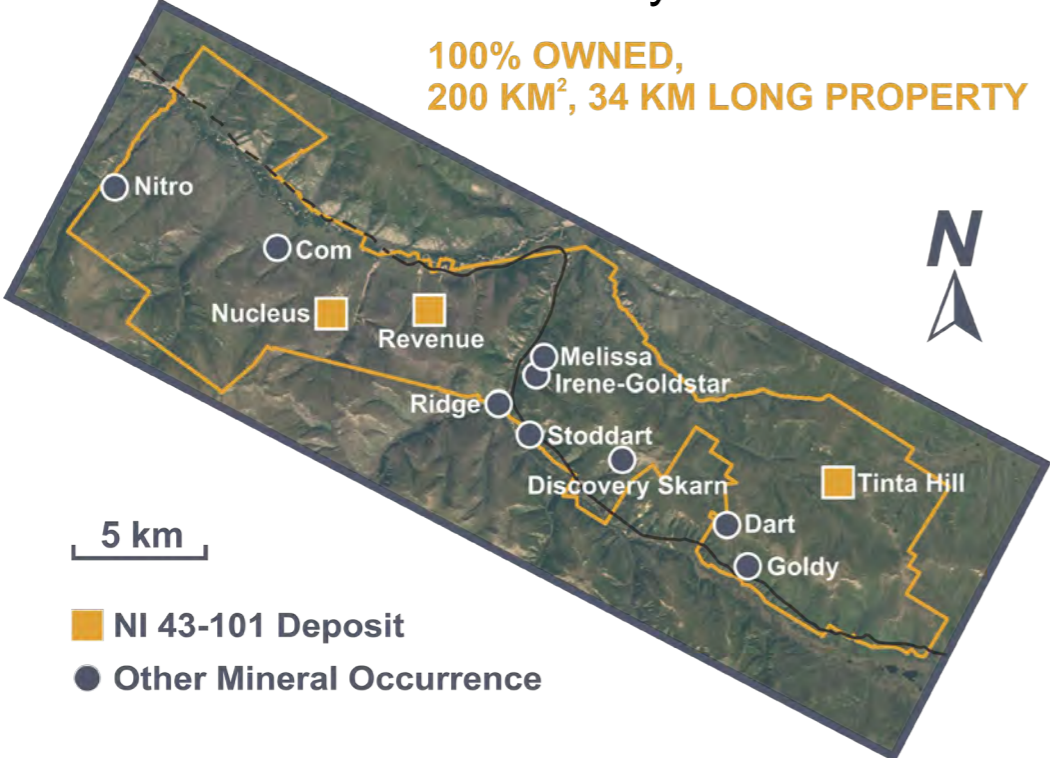 100% OWNED,
200 KM², 34 KM LONG PROPERTY
N
Nitro
Com
Nucleus
Revenue
Melissa
Irene-Goldstar
Ridge
Stoddart
Discovery Skarn
Tinta Hill
Dart
Goldy
5 km
NI 43-101 Deposit
Other Mineral Occurrence